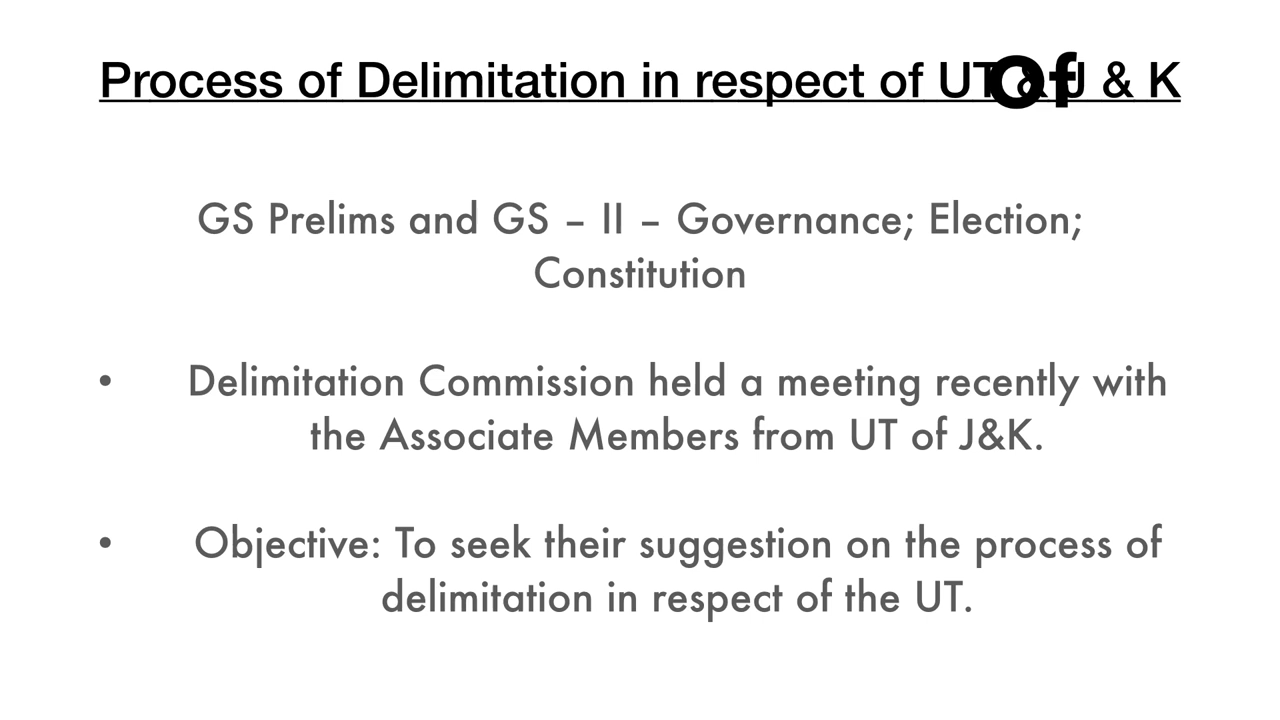 Process of Delimitation in respect of UT & J & K
Of
GS Prelims and GS – II – Governance; Election;
Constitution
• Delimitation Commission held a meeting recently with
the Associate Members from UT of J&K.
• Objective: To seek their suggestion on the process of
delimitation in respect of the UT.